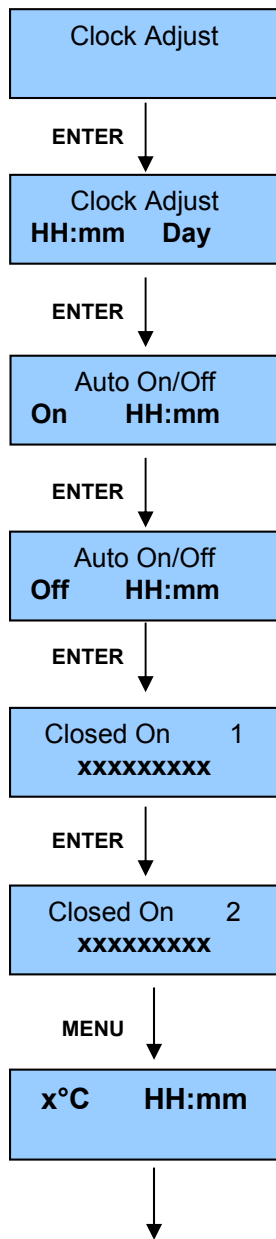 Clock Adjust
ENTER
Clock Adjust
HH:mm Day
ENTER
Auto On/Off
On HH:mm
ENTER
Auto On/Off
Off HH:mm
ENTER
Closed On 1
xxxxxxxxx
ENTER
Closed On 2
xxxxxxxxx
MENU
x°C HH:mm